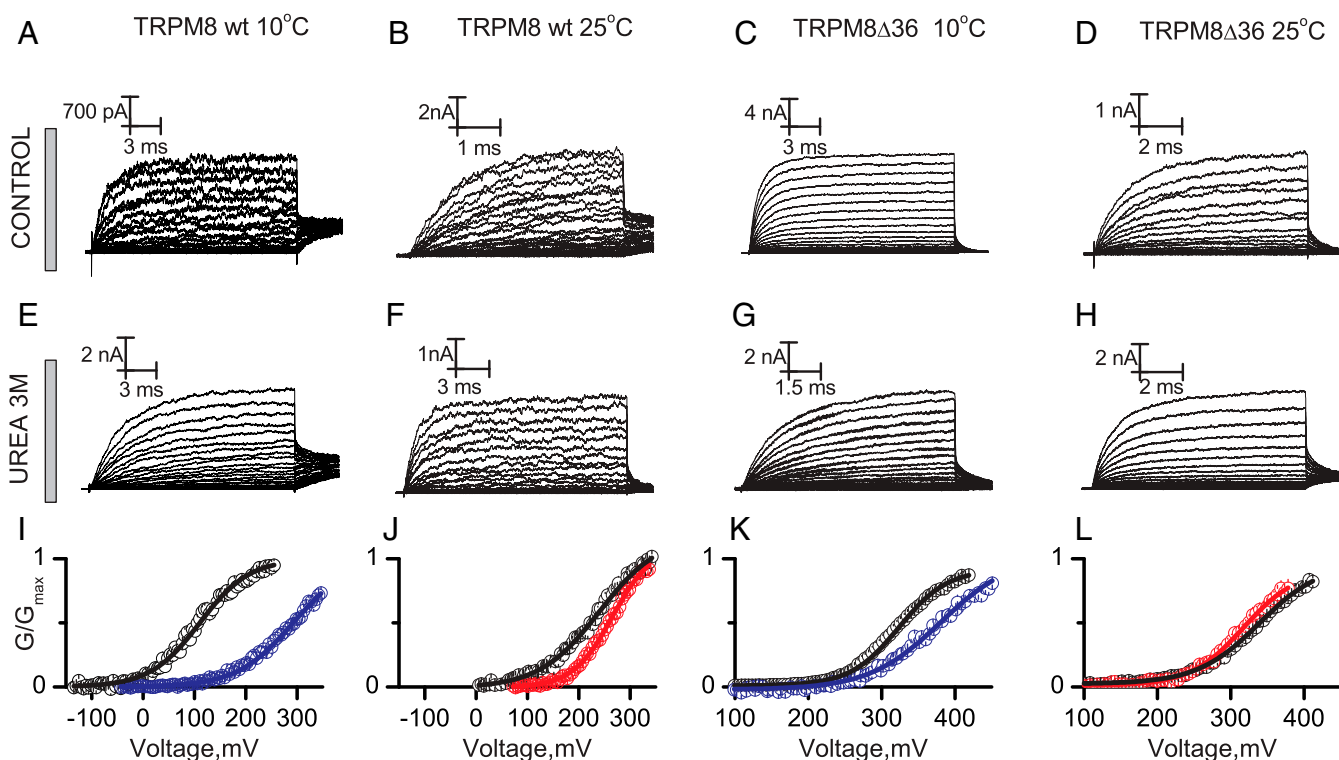 A TRPM8 wt 10°C
B TRPM8 wt 25°C
C TRPM8Δ36 10°C
D TRPM8Δ36 25°C
CONTROL
700 pA
3 ms
2nA
1 ms
4 nA
3 ms
1 nA
2 ms
E
F
G
H
UREA 3M
2 nA
3 ms
1nA
3 ms
2 nA
1.5 ms
2 nA
2 ms
I
J
K
L
G/Gmax
1
0
-100 0 100 200 300
Voltage,mV
1
0
-100 0 100 200 300
Voltage,mV
1
0
100 200 300 400
Voltage,mV
1
0
100 200 300 400
Voltage,mV